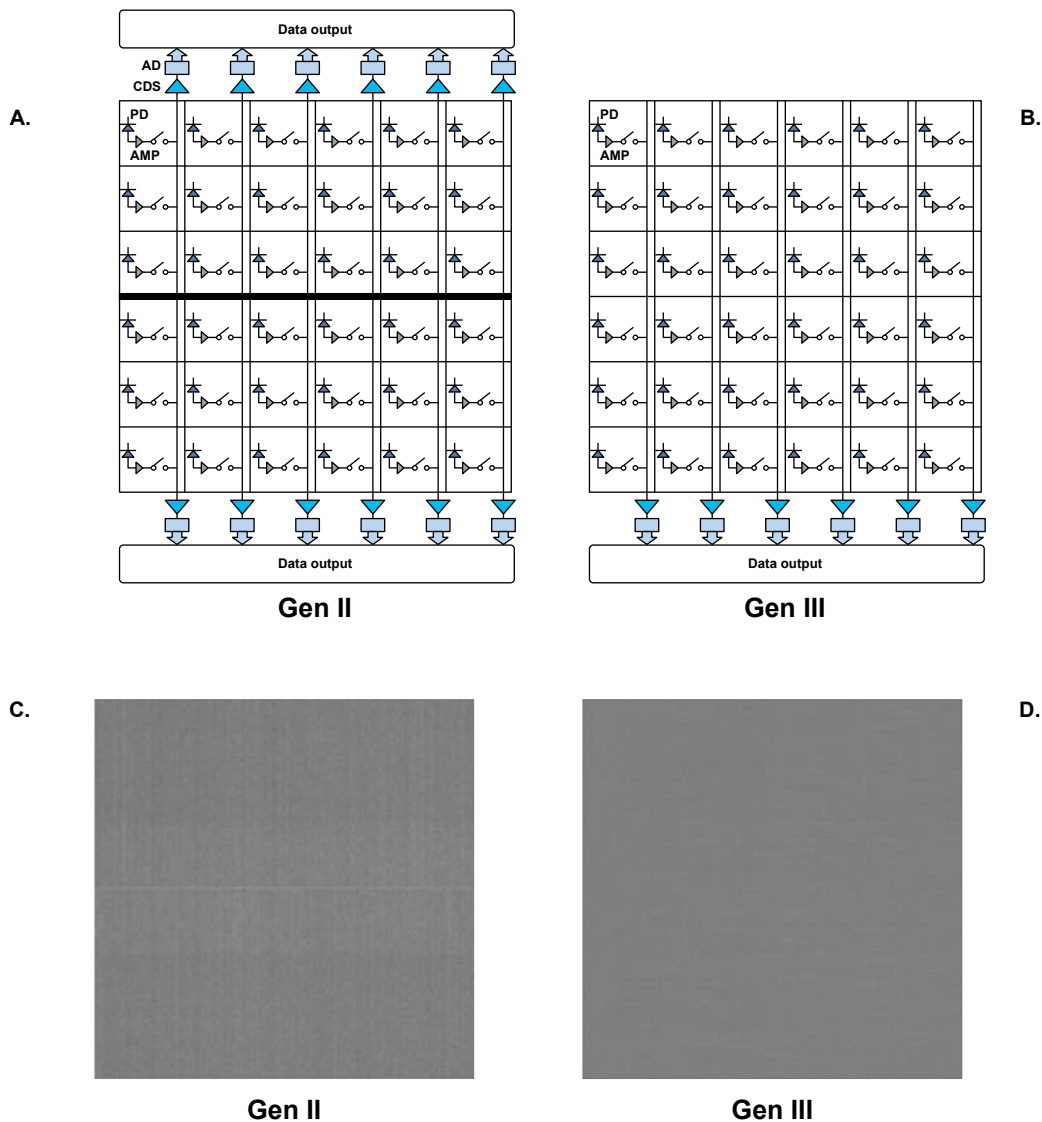 Data output
AD
CDS
A.
PD
AMP
Data output
Gen II
B.
PD
AMP
Data output
Gen III
C.
Gen II
D.
Gen III